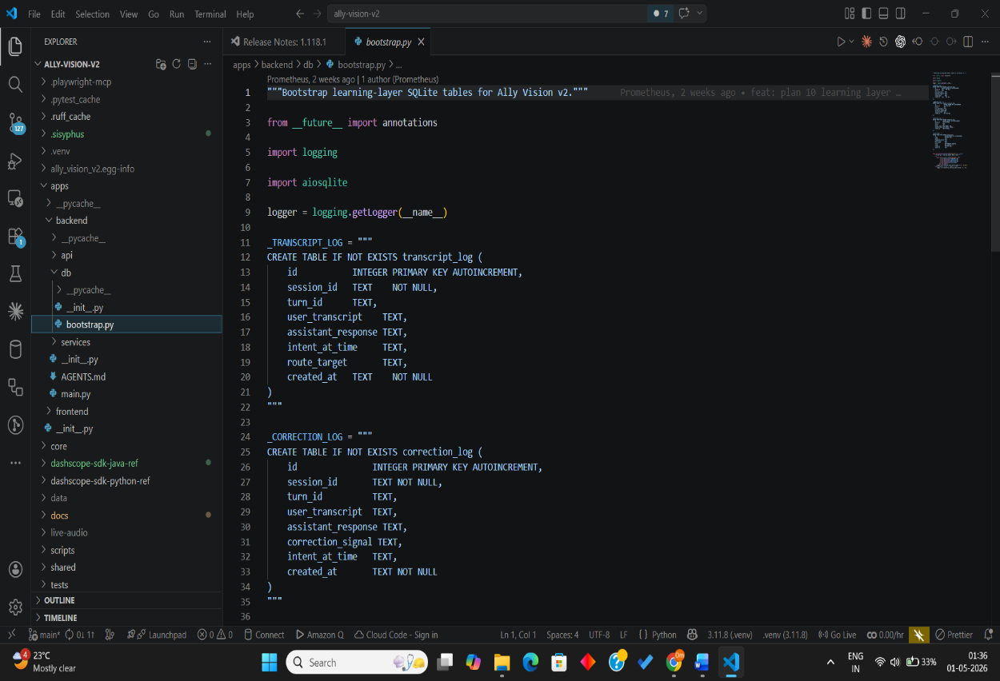 File Edit Selection View Go Run Terminal Help
ally-vision-v2
7
EXPLORER
ALLY-VISION-V2
.playwright-mcp
.pytest_cache
.ruff_cache
.sisyphus
.venv
ally_vision_v2.egg-info
apps
__pycache__
backend
__pycache__
api
db
__pycache__
__init__.py
bootstrap.py
services
__init__.py
AGENTS.md
main.py
frontend
__init__.py
core
dashscope-sdk-java-ref
dashscope-sdk-python-ref
data
docs
live-audio
scripts
shared
tests
OUTLINE
TIMELINE
127
1
Release Notes: 1.118.1
bootstrap.py
apps > backend > db > bootstrap.py > ...
Prometheus, 2 weeks ago | 1 author (Prometheus)
1 """Bootstrap learning-layer SQLite tables for Ally Vision v2.""" Prometheus, 2 weeks ago • feat: plan 10 learning layer …
2
3 from __future__ import annotations
4
5 import logging
6
7 import aiosqlite
8
9 logger = logging.getLogger(__name__)
10
11 _TRANSCRIPT_LOG = """
12 CREATE TABLE IF NOT EXISTS transcript_log (
13 id INTEGER PRIMARY KEY AUTOINCREMENT,
14 session_id TEXT NOT NULL,
15 turn_id TEXT,
16 user_transcript TEXT,
17 assistant_response TEXT,
18 intent_at_time TEXT,
19 route_target TEXT,
20 created_at TEXT NOT NULL
21 )
22 """
23
24 _CORRECTION_LOG = """
25 CREATE TABLE IF NOT EXISTS correction_log (
26 id INTEGER PRIMARY KEY AUTOINCREMENT,
27 session_id TEXT NOT NULL,
28 turn_id TEXT,
29 user_transcript TEXT,
30 assistant_response TEXT,
31 correction_signal TEXT,
32 intent_at_time TEXT,
33 created_at TEXT NOT NULL
34 )
35 """
36
main* 0↓ 1↑ Launchpad 0 0 Connect Amazon Q Cloud Code - Sign in Ln 1, Col 1 Spaces: 4 UTF-8 LF { } Python 3.11.8 (.venv) .venv (3.11.8) Go Live 0.00/hr Prettier
4
23°C
Mostly clear
Search
ENG
IN
33%
01:36
01-05-2026